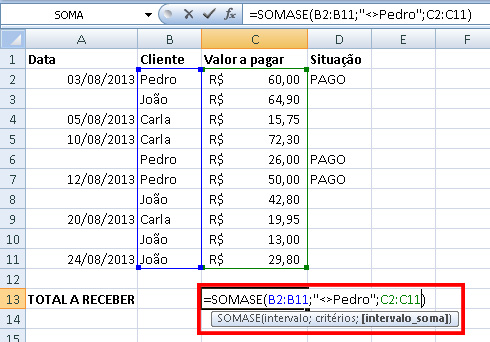 SOMA =SOMASE(B2:B11;"<>Pedro";C2:C11)
A B C D E F
1 Data Cliente Valor a pagar Situação
2 03/08/2013 Pedro R$ 60,00 PAGO
3 João R$ 64,90
4 05/08/2013 Carla R$ 15,75
5 10/08/2013 Carla R$ 72,30
6 Pedro R$ 26,00 PAGO
7 12/08/2013 Pedro R$ 50,00 PAGO
8 João R$ 42,80
9 20/08/2013 Carla R$ 19,95
10 João R$ 13,00
11 24/08/2013 João R$ 29,80
12
13 TOTAL A RECEBER =SOMASE(B2:B11;"<>Pedro";C2:C11)
14 SOMASE(intervalo; critérios; [intervalo_soma])
15